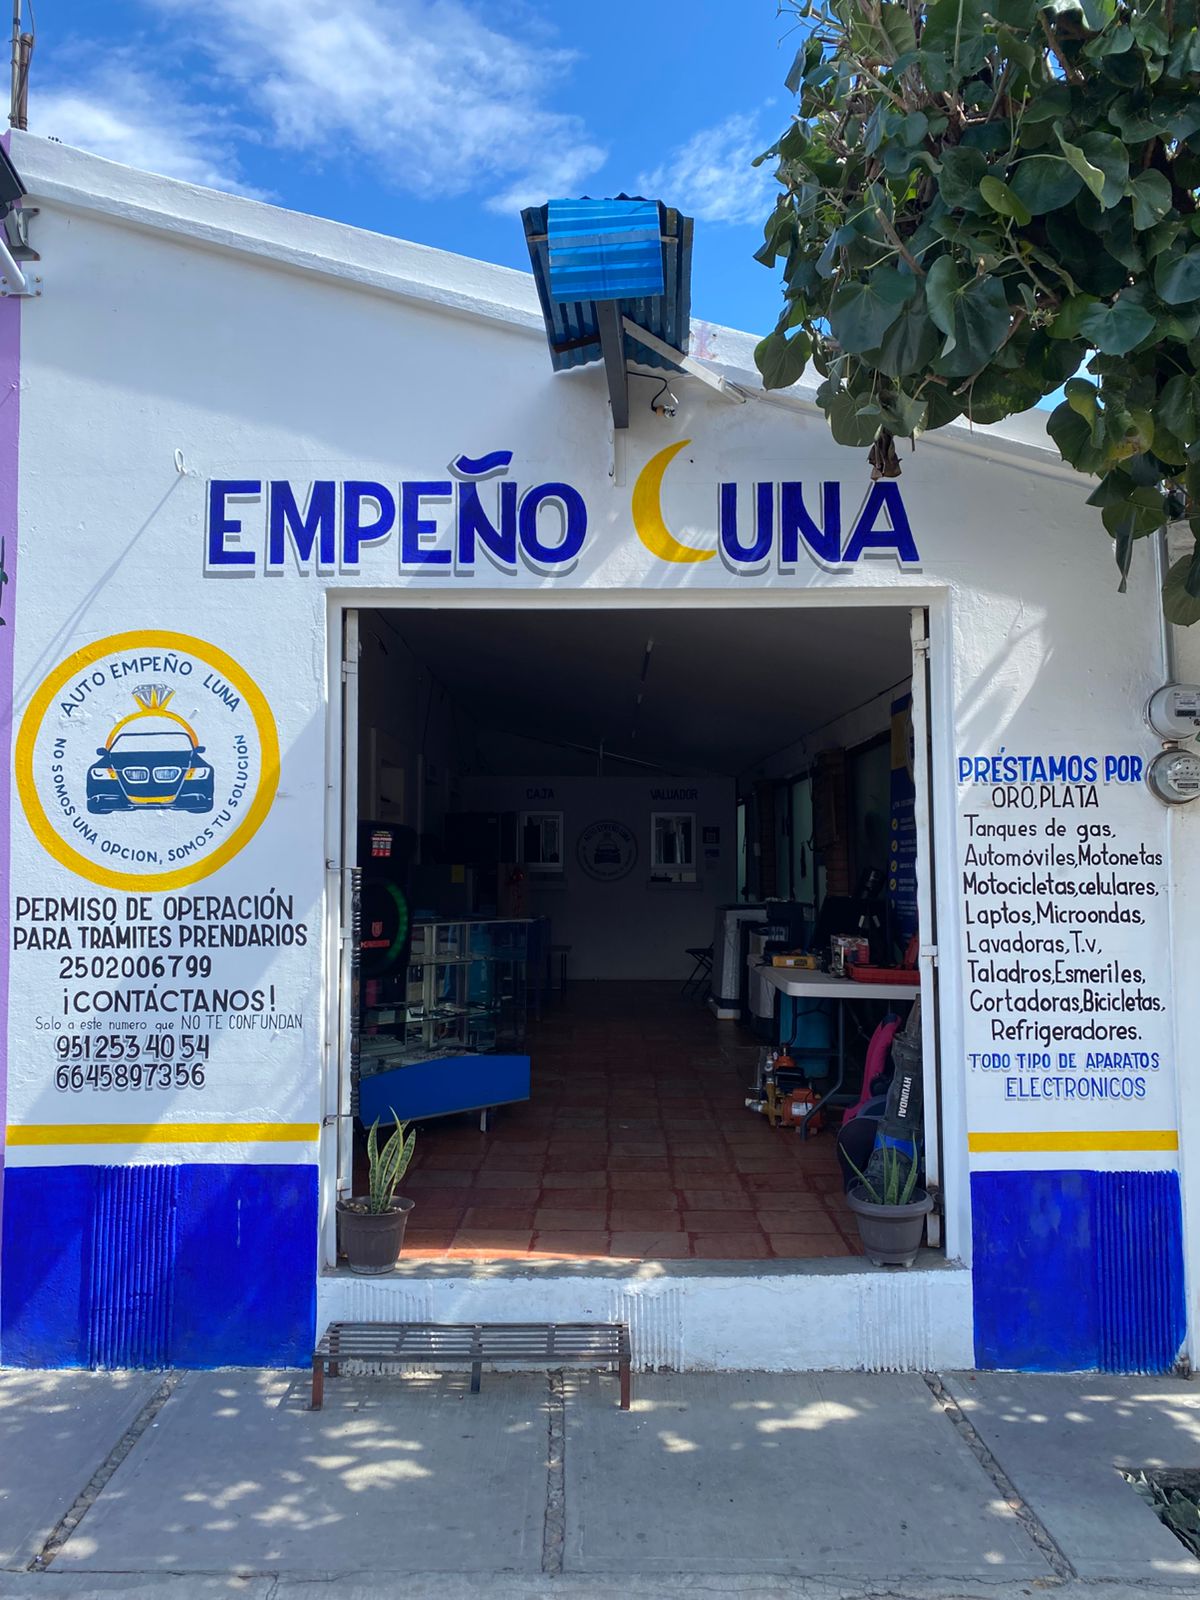 EMPEÑO LUNA
AUTO EMPEÑO LUNA
NO SOMOS UNA OPCION, SOMOS TU SOLUCIÓN
PERMISO DE OPERACIÓN
PARA TRÁMITES PRENDARIOS
2502006799
¡CONTÁCTANOS!
Solo a este numero que NO TE CONFUNDAN
951 253 40 54
6645897356
CAJA
VALUADOR
AUTO EMPEÑO LUNA
HYUNDAI
PRÉSTAMOS POR
ORO,PLATA
Tanques de gas,
Automóviles,Motonetas
Motocicletas,celulares,
Laptos,Microondas,
Lavadoras,T.v,
Taladros,Esmeriles,
Cortadoras,Bicicletas,
Refrigeradores.
TODO TIPO DE APARATOS
ELECTRONICOS